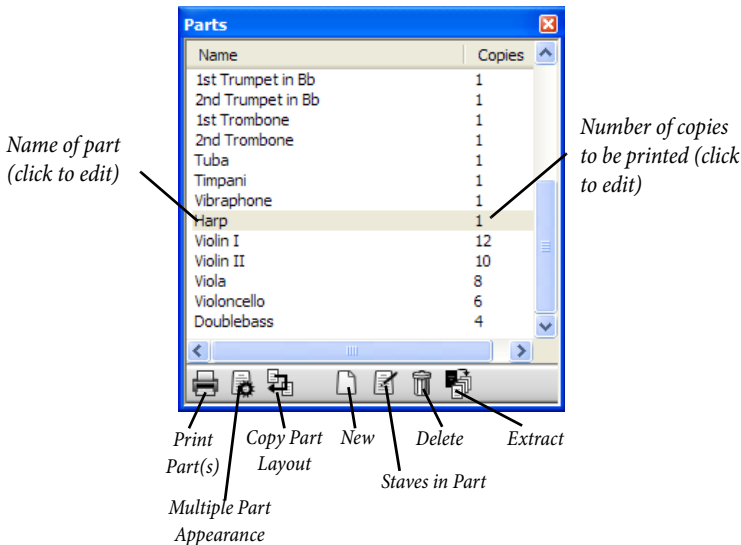 Parts
Name Copies
1st Trumpet in Bb 1
2nd Trumpet in Bb 1
1st Trombone 1
2nd Trombone 1
Tuba 1
Timpani 1
Vibraphone 1
Harp 1
Violin I 12
Violin II 10
Viola 8
Violoncello 6
Doublebass 4
Name of part
(click to edit)
Number of copies
to be printed (click
to edit)
Print
Part(s)
Copy Part
Layout
New
Delete
Extract
Staves in Part
Multiple Part
Appearance